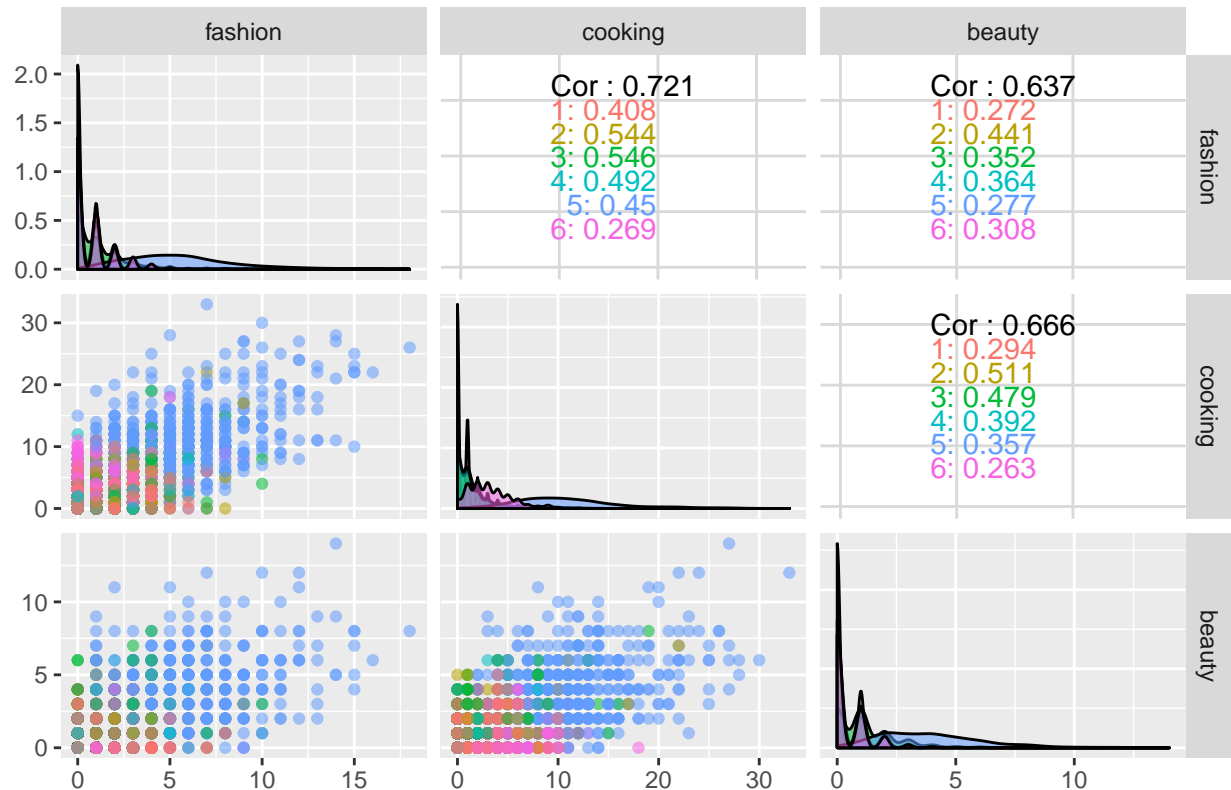 fashion
cooking
beauty
2.0
1.5
1.0
0.5
0.0
Cor : 0.721
1: 0.408
2: 0.544
3: 0.546
4: 0.492
5: 0.45
6: 0.269
Cor : 0.637
1: 0.272
2: 0.441
3: 0.352
4: 0.364
5: 0.277
6: 0.308
fashion
30
20
10
0
Cor : 0.666
1: 0.294
2: 0.511
3: 0.479
4: 0.392
5: 0.357
6: 0.263
cooking
10
5
0
beauty
0 5 10 15
0 10 20 30
0 5 10